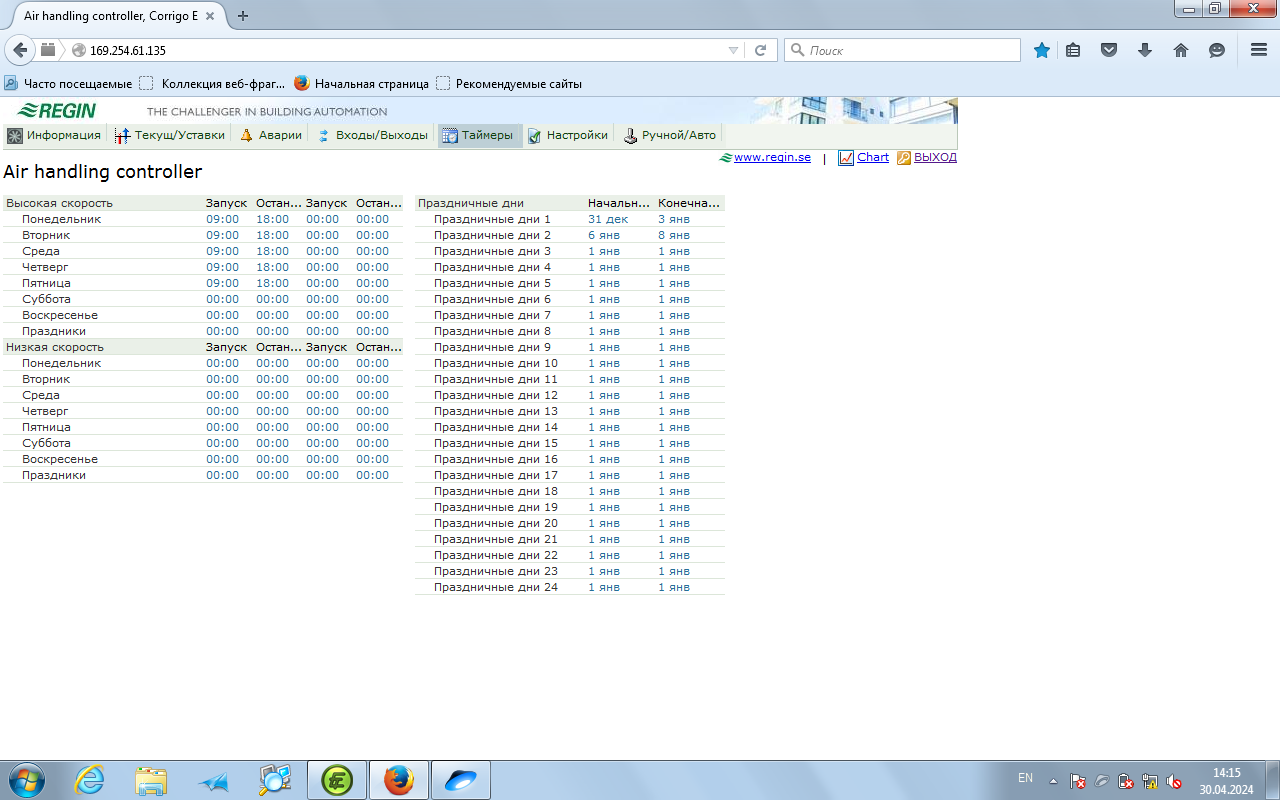 Air handling controller, Corrigo E
169.254.61.135
Поиск
Часто посещаемые
Коллекция веб-фраг...
Начальная страница
Рекомендуемые сайты
REGIN
THE CHALLENGER IN BUILDING AUTOMATION
Информация
Текущ/Уставки
Аварии
Входы/Выходы
Таймеры
Настройки
Ручной/Авто
www.regin.se | Chart ВЫХОД
Air handling controller
Высокая скорость Запуск Остан... Запуск Остан...
Понедельник 09:00 18:00 00:00 00:00
Вторник 09:00 18:00 00:00 00:00
Среда 09:00 18:00 00:00 00:00
Четверг 09:00 18:00 00:00 00:00
Пятница 09:00 18:00 00:00 00:00
Суббота 00:00 00:00 00:00 00:00
Воскресенье 00:00 00:00 00:00 00:00
Праздники 00:00 00:00 00:00 00:00
Низкая скорость Запуск Остан... Запуск Остан...
Понедельник 00:00 00:00 00:00 00:00
Вторник 00:00 00:00 00:00 00:00
Среда 00:00 00:00 00:00 00:00
Четверг 00:00 00:00 00:00 00:00
Пятница 00:00 00:00 00:00 00:00
Суббота 00:00 00:00 00:00 00:00
Воскресенье 00:00 00:00 00:00 00:00
Праздники 00:00 00:00 00:00 00:00
Праздничные дни Начальн... Конечна...
Праздничные дни 1 31 дек 3 янв
Праздничные дни 2 6 янв 8 янв
Праздничные дни 3 1 янв 1 янв
Праздничные дни 4 1 янв 1 янв
Праздничные дни 5 1 янв 1 янв
Праздничные дни 6 1 янв 1 янв
Праздничные дни 7 1 янв 1 янв
Праздничные дни 8 1 янв 1 янв
Праздничные дни 9 1 янв 1 янв
Праздничные дни 10 1 янв 1 янв
Праздничные дни 11 1 янв 1 янв
Праздничные дни 12 1 янв 1 янв
Праздничные дни 13 1 янв 1 янв
Праздничные дни 14 1 янв 1 янв
Праздничные дни 15 1 янв 1 янв
Праздничные дни 16 1 янв 1 янв
Праздничные дни 17 1 янв 1 янв
Праздничные дни 18 1 янв 1 янв
Праздничные дни 19 1 янв 1 янв
Праздничные дни 20 1 янв 1 янв
Праздничные дни 21 1 янв 1 янв
Праздничные дни 22 1 янв 1 янв
Праздничные дни 23 1 янв 1 янв
Праздничные дни 24 1 янв 1 янв
EN
14:15
30.04.2024